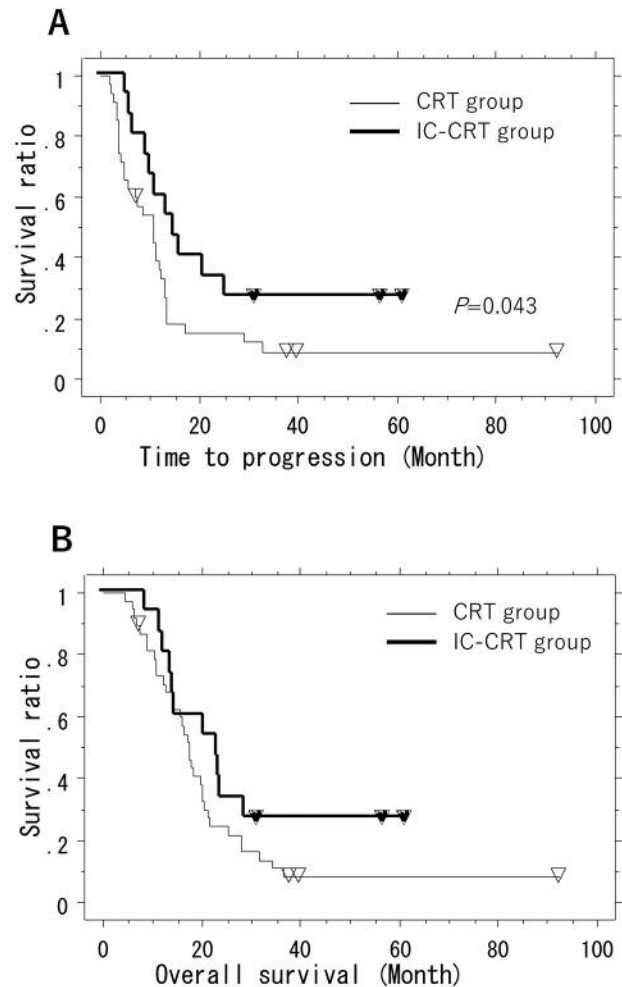 A
1
.8
.6
.4
.2
0
Survival ratio
CRT group
IC-CRT group
P=0.043
0 20 40 60 80 100
Time to progression (Month)
B
1
.8
.6
.4
.2
0
Survival ratio
CRT group
IC-CRT group
0 20 40 60 80 100
Overall survival (Month)